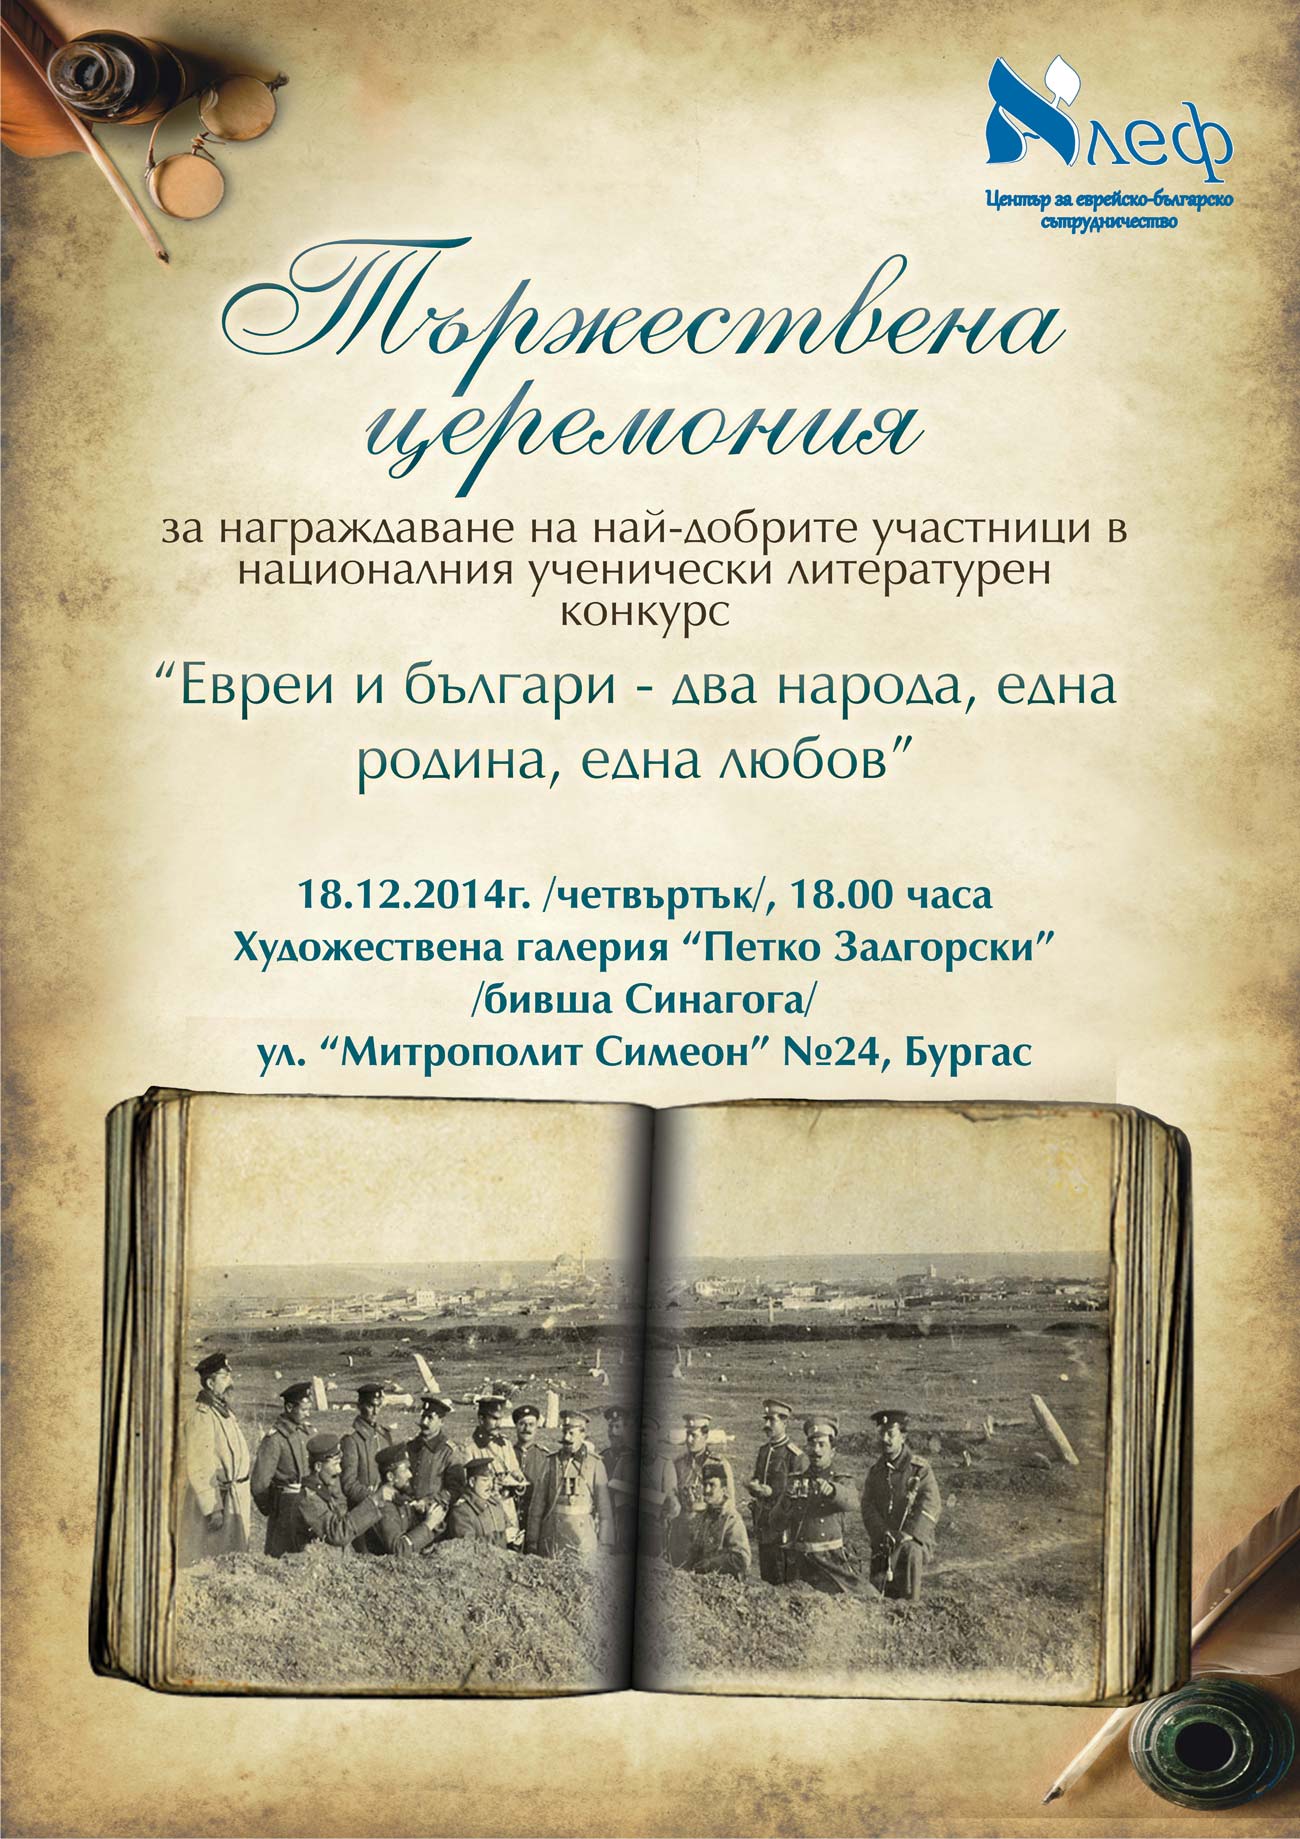 Алеф
Център за еврейско-българско
сътрудничество
Тържествена
церемония
за награждаване на най-добрите участници в
националния ученически литературен
конкурс
“Евреи и българи - два народа, една
родина, една любов”
18.12.2014г. /четвъртък/, 18.00 часа
Художествена галерия “Петко Задгорски”
/бивша Синагога/
ул. “Митрополит Симеон” №24, Бургас